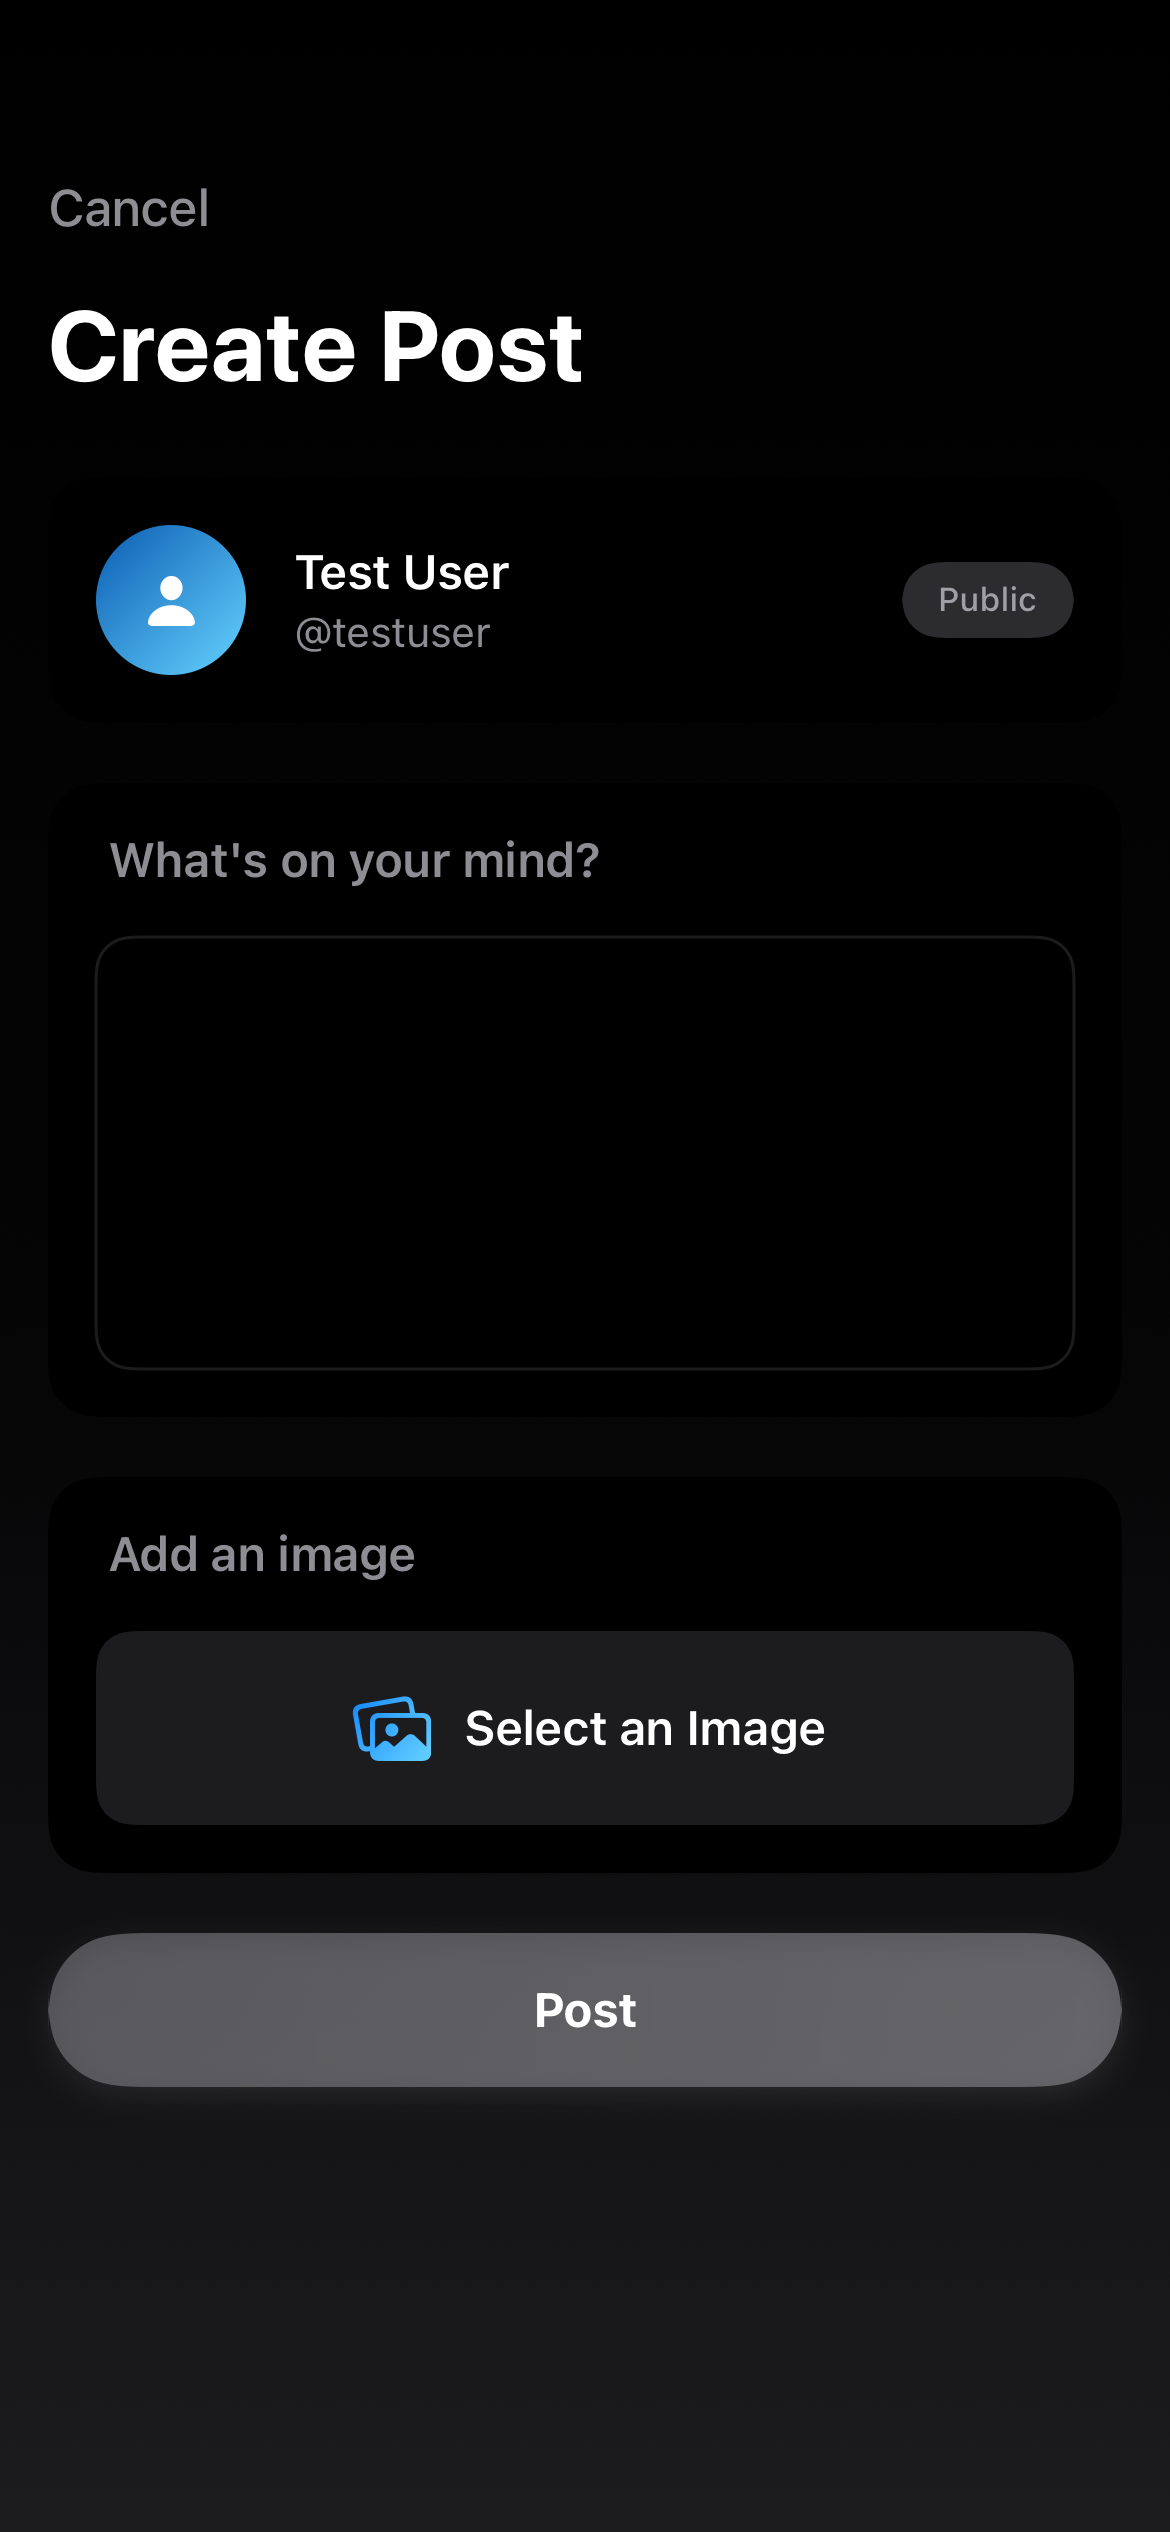 Cancel
Create Post
Test User
@testuser
Public
What's on your mind?
Add an image
Select an Image
Post